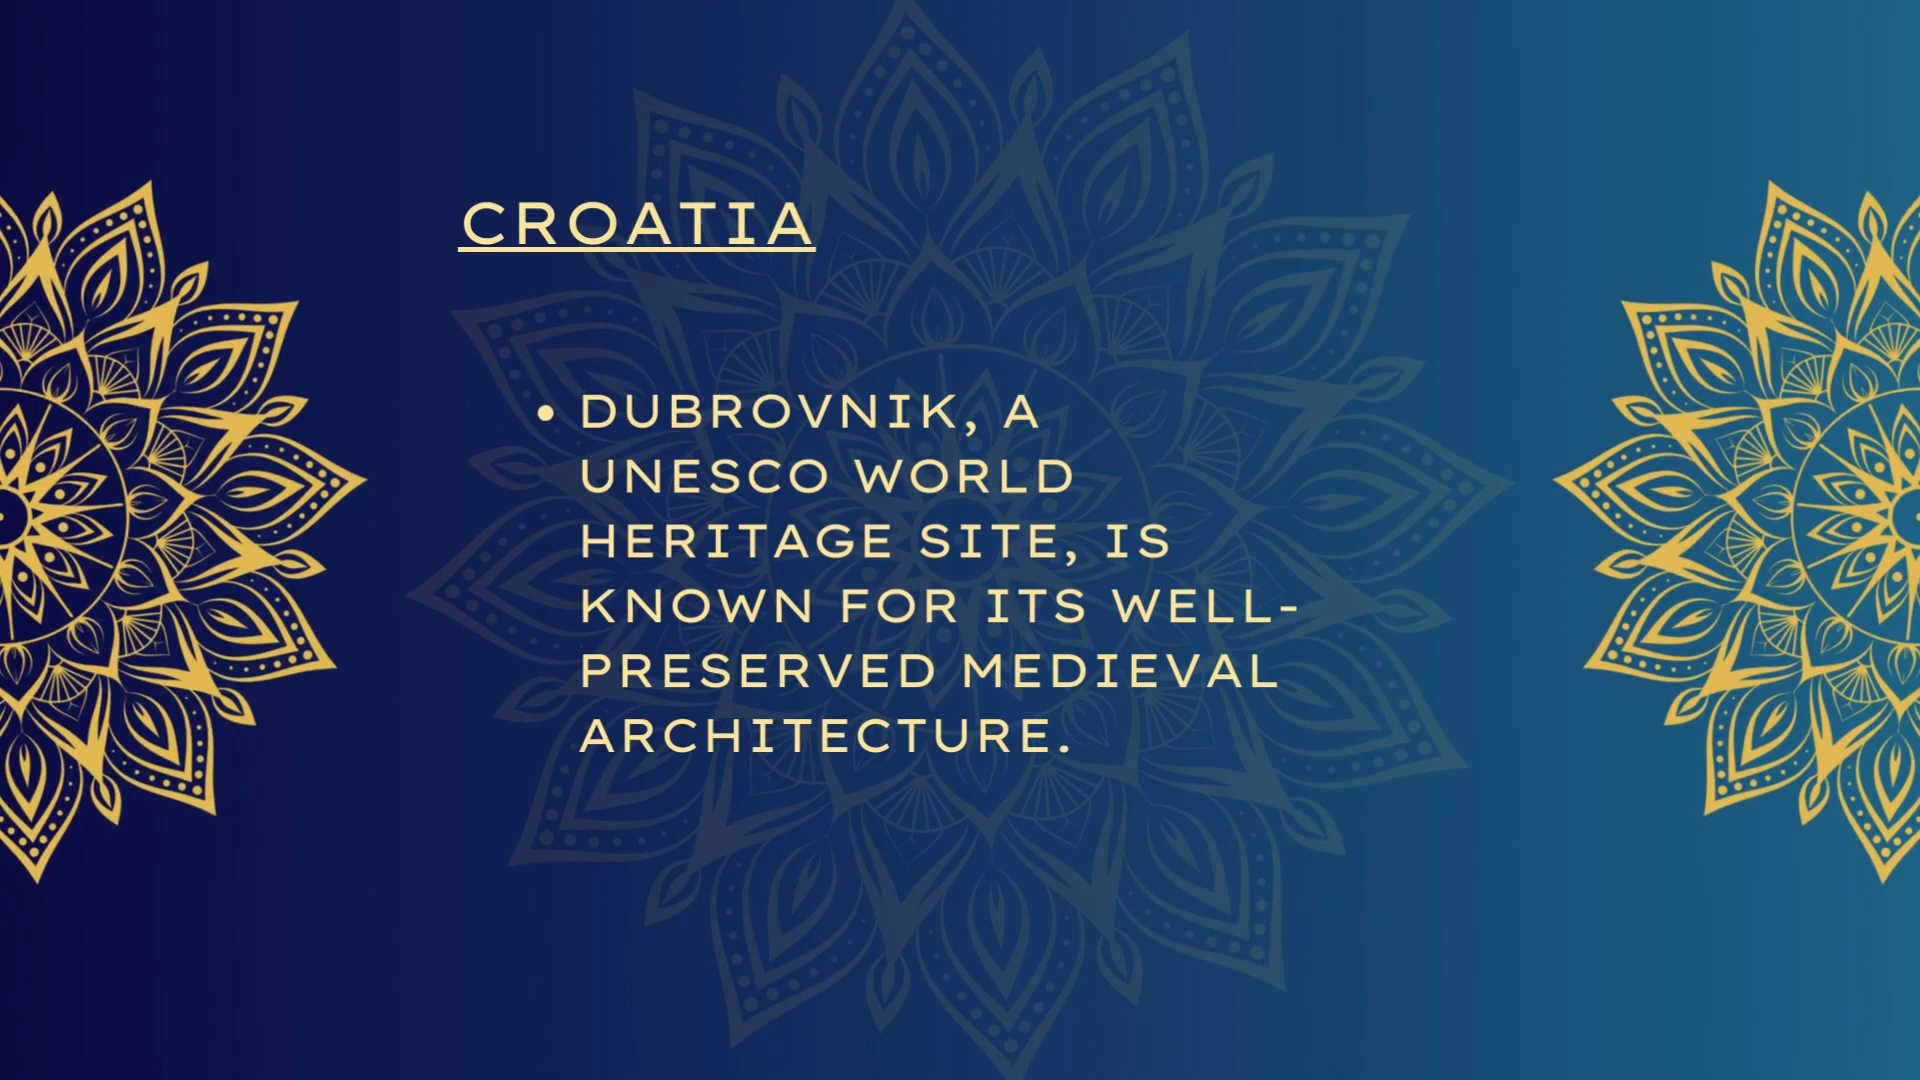 CROATIA
• DUBROVNIK, A
UNESCO WORLD
HERITAGE SITE, IS
KNOWN FOR ITS WELL-
PRESERVED MEDIEVAL
ARCHITECTURE.